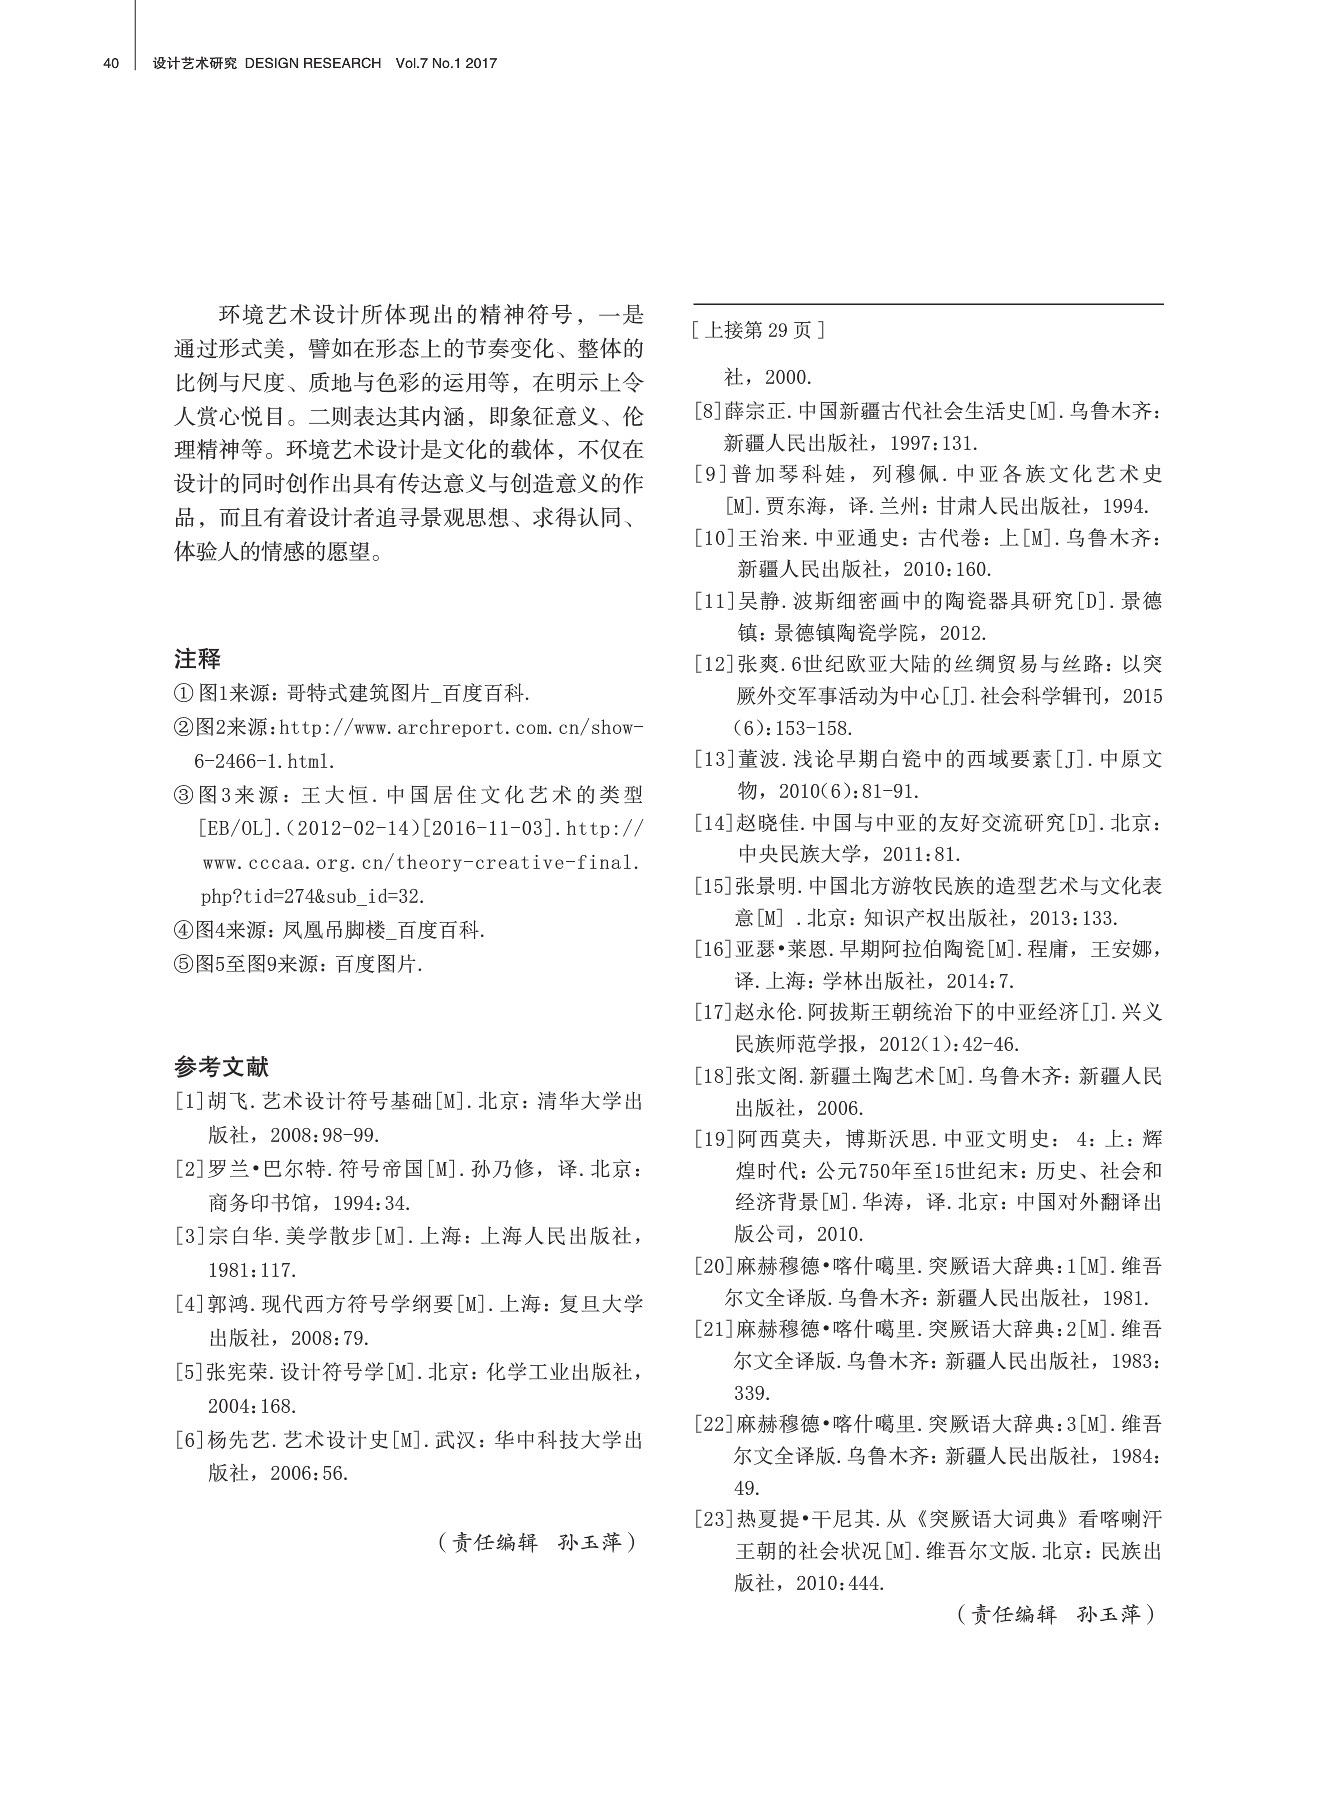 40
设计艺术研究 DESIGN RESEARCH Vol.7 No.1 2017
环境艺术设计所体现出的精神符号，一是
通过形式美，譬如在形态上的节奏变化、整体的
比例与尺度、质地与色彩的运用等，在明示上令
人赏心悦目。二则表达其内涵，即象征意义、伦
理精神等。环境艺术设计是文化的载体，不仅在
设计的同时创作出具有传达意义与创造意义的作
品，而且有着设计者追寻景观思想、求得认同、
体验人的情感的愿望。
注释
①图1来源：哥特式建筑图片_百度百科.
②图2来源:http://www.archreport.com.cn/show-
6-2466-1.html.
③图3来源：王大恒.中国居住文化艺术的类型
[EB/OL].(2012-02-14)[2016-11-03].http://
www.cccaa.org.cn/theory-creative-final.
php?tid=274&sub_id=32.
④图4来源：凤凰吊脚楼_百度百科.
⑤图5至图9来源：百度图片.
参考文献
[1]胡飞.艺术设计符号基础[M].北京：清华大学出
版社，2008:98-99.
[2]罗兰•巴尔特.符号帝国[M].孙乃修，译.北京：
商务印书馆，1994:34.
[3]宗白华.美学散步[M].上海：上海人民出版社，
1981:117.
[4]郭鸿.现代西方符号学纲要[M].上海：复旦大学
出版社，2008:79.
[5]张宪荣.设计符号学[M].北京：化学工业出版社，
2004:168.
[6]杨先艺.艺术设计史[M].武汉：华中科技大学出
版社，2006:56.
（责任编辑 孙玉萍）
[上接第 29 页]
社，2000.
[8]薛宗正.中国新疆古代社会生活史[M].乌鲁木齐：
新疆人民出版社，1997:131.
[9]普加琴科娃，列穆佩.中亚各族文化艺术史
[M].贾东海，译.兰州：甘肃人民出版社，1994.
[10]王治来.中亚通史：古代卷：上[M].乌鲁木齐：
新疆人民出版社，2010:160.
[11]吴静.波斯细密画中的陶瓷器具研究[D].景德
镇：景德镇陶瓷学院，2012.
[12]张爽.6世纪欧亚大陆的丝绸贸易与丝路：以突
厥外交军事活动为中心[J].社会科学辑刊，2015
(6):153-158.
[13]董波.浅论早期白瓷中的西域要素[J].中原文
物，2010(6):81-91.
[14]赵晓佳.中国与中亚的友好交流研究[D].北京：
中央民族大学，2011:81.
[15]张景明.中国北方游牧民族的造型艺术与文化表
意[M] .北京：知识产权出版社，2013:133.
[16]亚瑟•莱恩.早期阿拉伯陶瓷[M].程庸，王安娜，
译.上海：学林出版社，2014:7.
[17]赵永伦.阿拔斯王朝统治下的中亚经济[J].兴义
民族师范学报，2012(1):42-46.
[18]张文阁.新疆土陶艺术[M].乌鲁木齐：新疆人民
出版社，2006.
[19]阿西莫夫，博斯沃思.中亚文明史：4：上：辉
煌时代：公元750年至15世纪末：历史、社会和
经济背景[M].华涛，译.北京：中国对外翻译出
版公司，2010.
[20]麻赫穆德•喀什噶里.突厥语大辞典:1[M].维吾
尔文全译版.乌鲁木齐：新疆人民出版社，1981.
[21]麻赫穆德•喀什噶里.突厥语大辞典:2[M].维吾
尔文全译版.乌鲁木齐：新疆人民出版社，1983:
339.
[22]麻赫穆德•喀什噶里.突厥语大辞典:3[M].维吾
尔文全译版.乌鲁木齐：新疆人民出版社，1984:
49.
[23]热夏提•干尼其.从《突厥语大词典》看喀喇汗
王朝的社会状况[M].维吾尔文版.北京：民族出
版社，2010:444.
（责任编辑 孙玉萍）